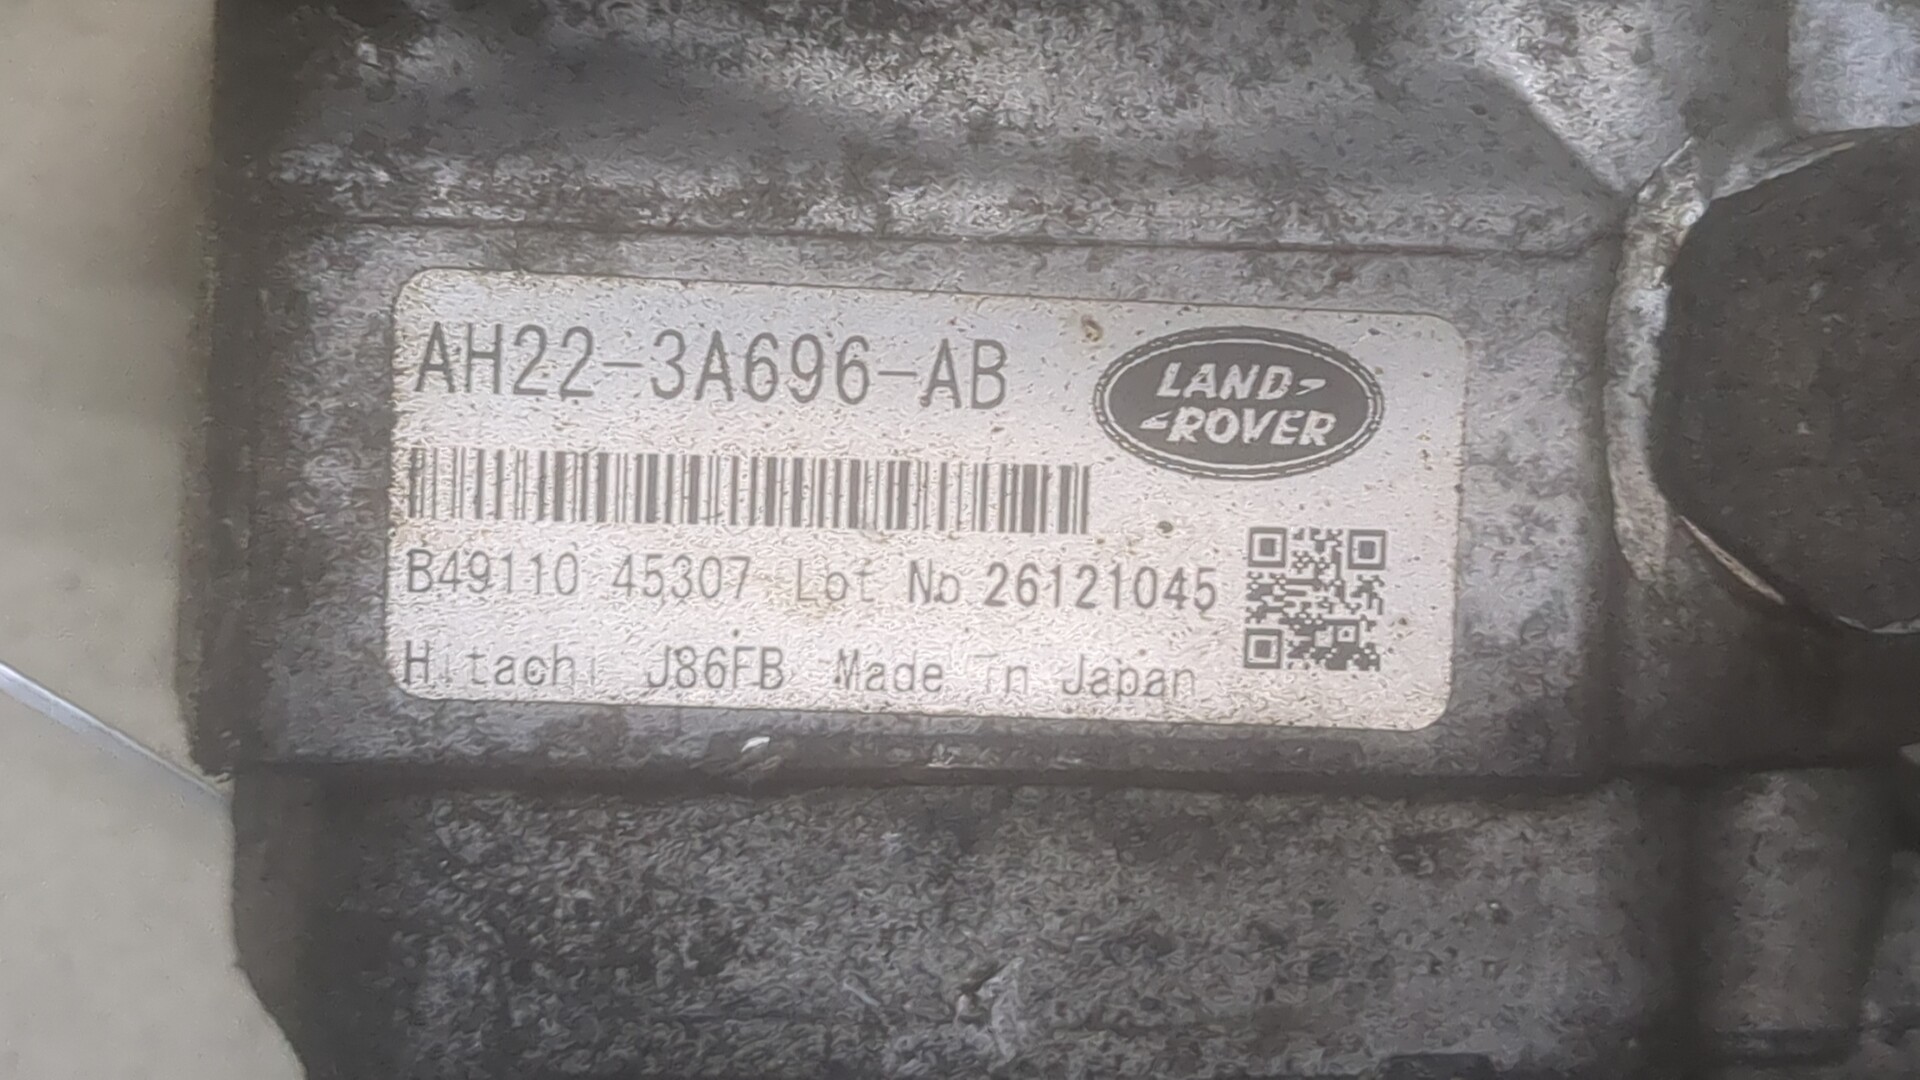 AH22-3A696-AB
LAND-
-ROVER
B49110 45307 Lot No 26121045
Hitachi J86FB Made in Japan